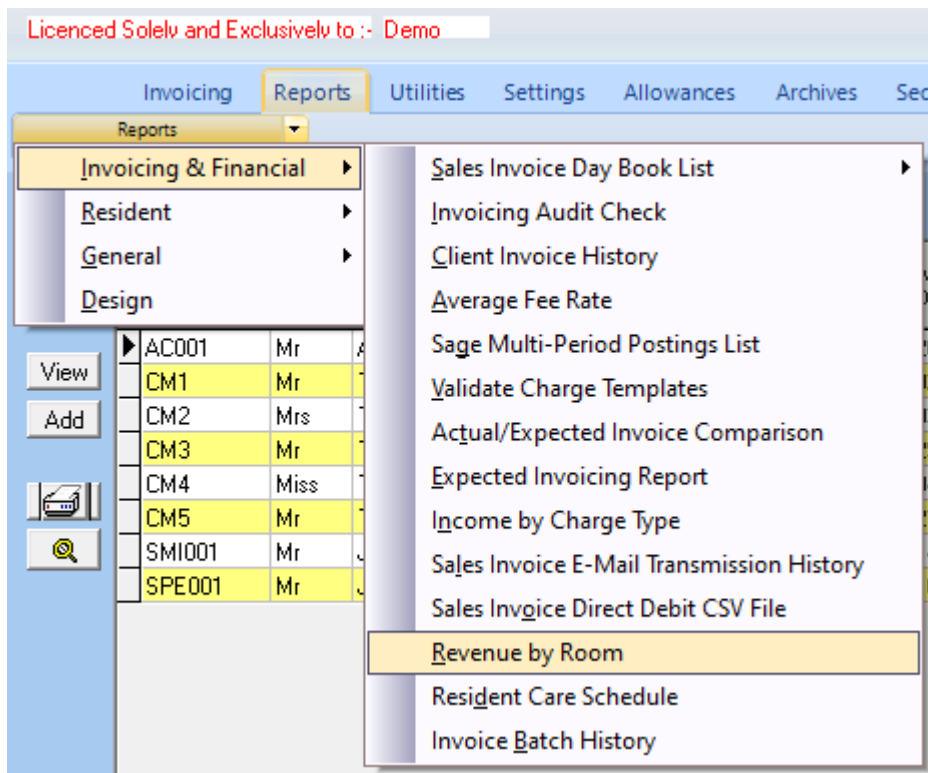 Licenced Solely and Exclusively to :- Demo
Invoicing Reports Utilities Settings Allowances Archives
Reports
Invoicing & Financial
Resident
General
Design
Sales Invoice Day Book List
Invoicing Audit Check
Client Invoice History
Average Fee Rate
Sage Multi-Period Postings List
Validate Charge Templates
Actual/Expected Invoice Comparison
Expected Invoicing Report
Income by Charge Type
Sales Invoice E-Mail Transmission History
Sales Invoice Direct Debit CSV File
Revenue by Room
Resident Care Schedule
Invoice Batch History
View
Add
AC001 Mr
CM1 Mr
CM2 Mrs
CM3 Mr
CM4 Miss
CM5 Mr
SMI001 Mr
SPE001 Mr